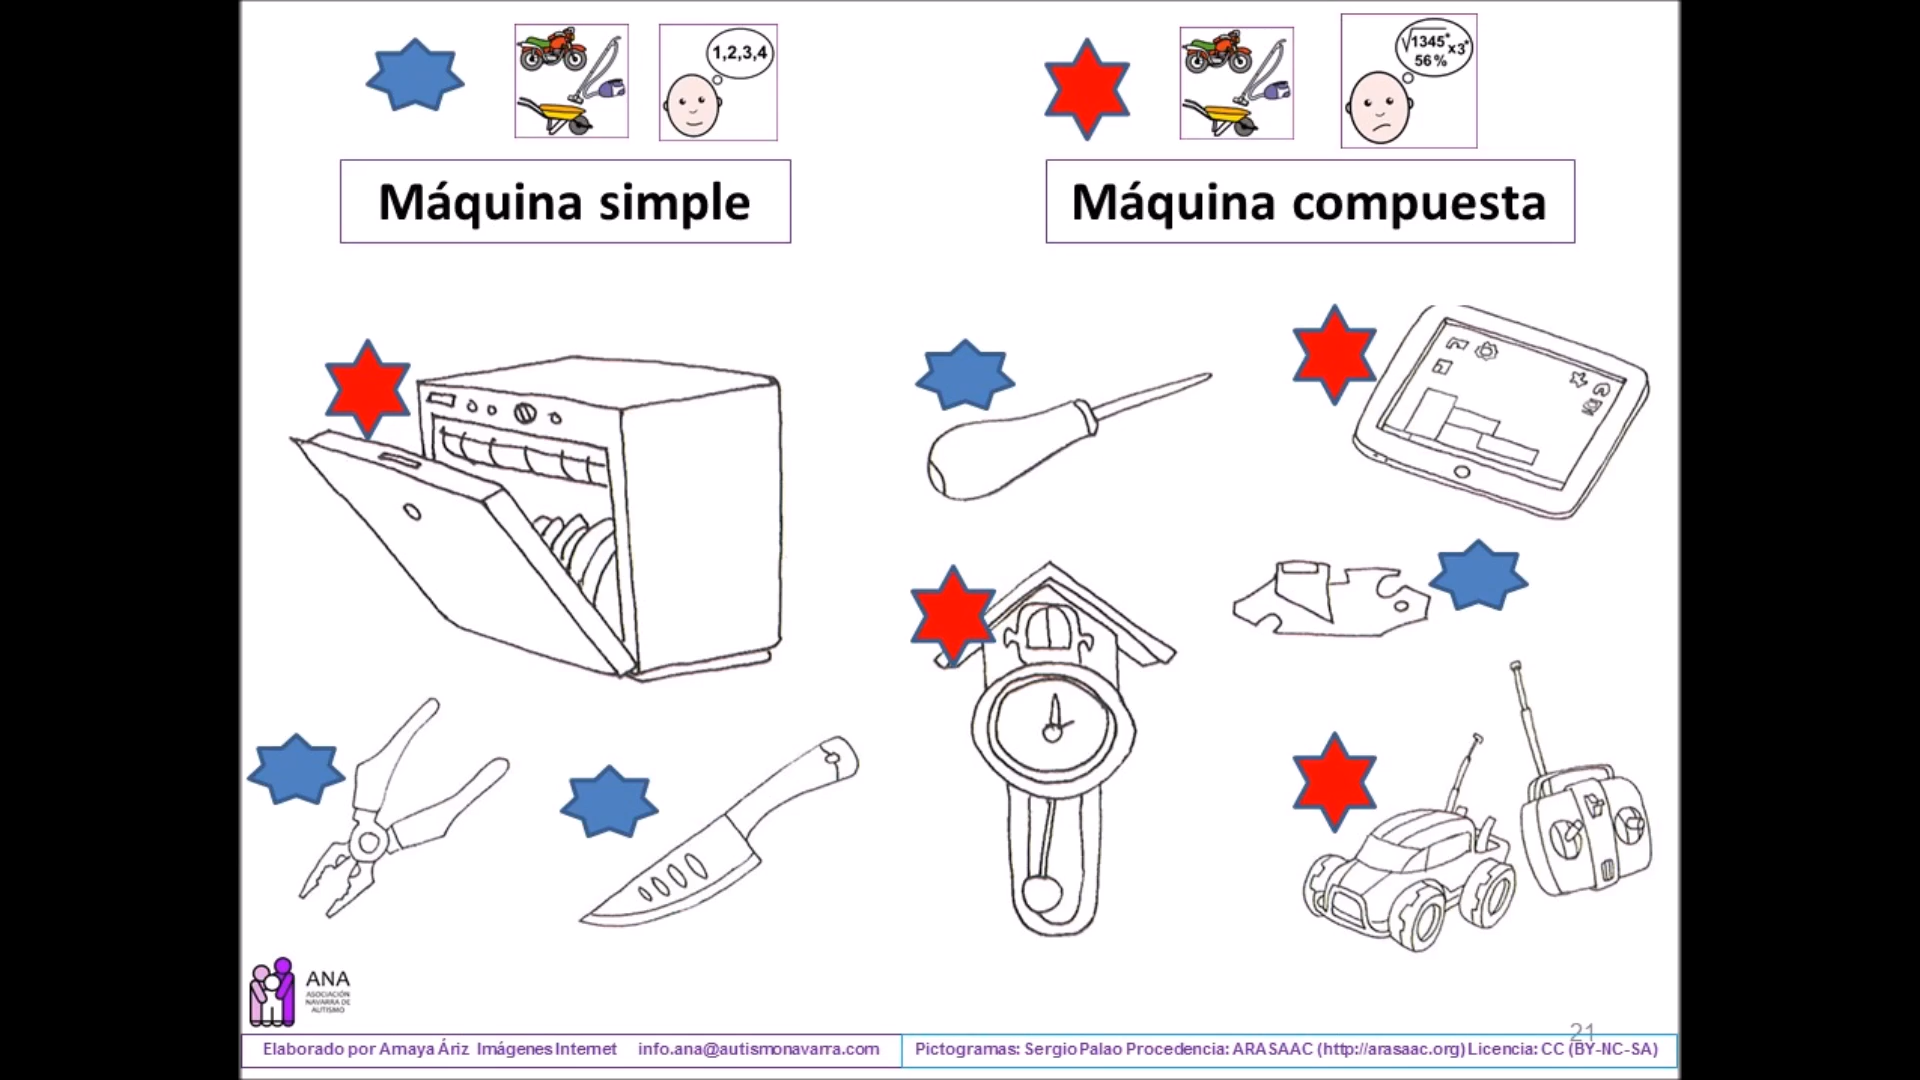 1,2,3,4
√1345° x3°
56%
Máquina simple
Máquina compuesta
ANA
ASOCIACIÓN
NAVARRA DE
AUTISMO
21
Elaborado por Amaya Áriz Imágenes Internet info.ana@autismonavarra.com
Pictogramas: Sergio Palao Procedencia: ARASAAC (http://arasaac.org) Licencia: CC (BY-NC-SA)